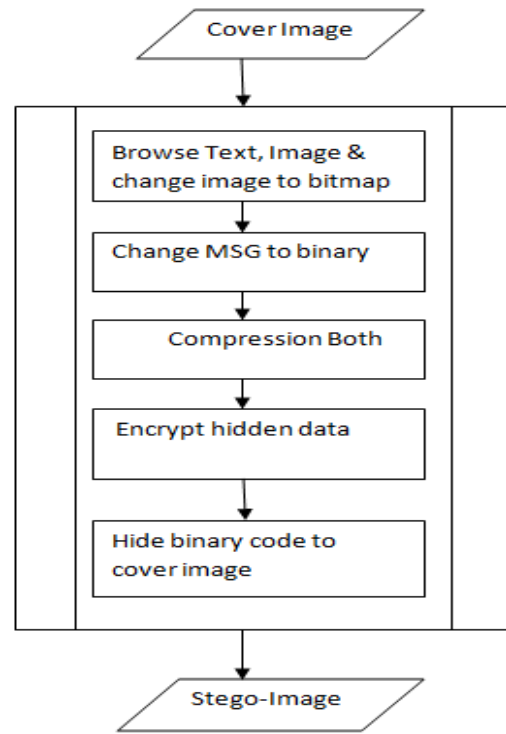 Cover Image
Browse Text, Image &
change image to bitmap
Change MSG to binary
Compression Both
Encrypt hidden data
Hide binary code to
cover image
Stego-Image